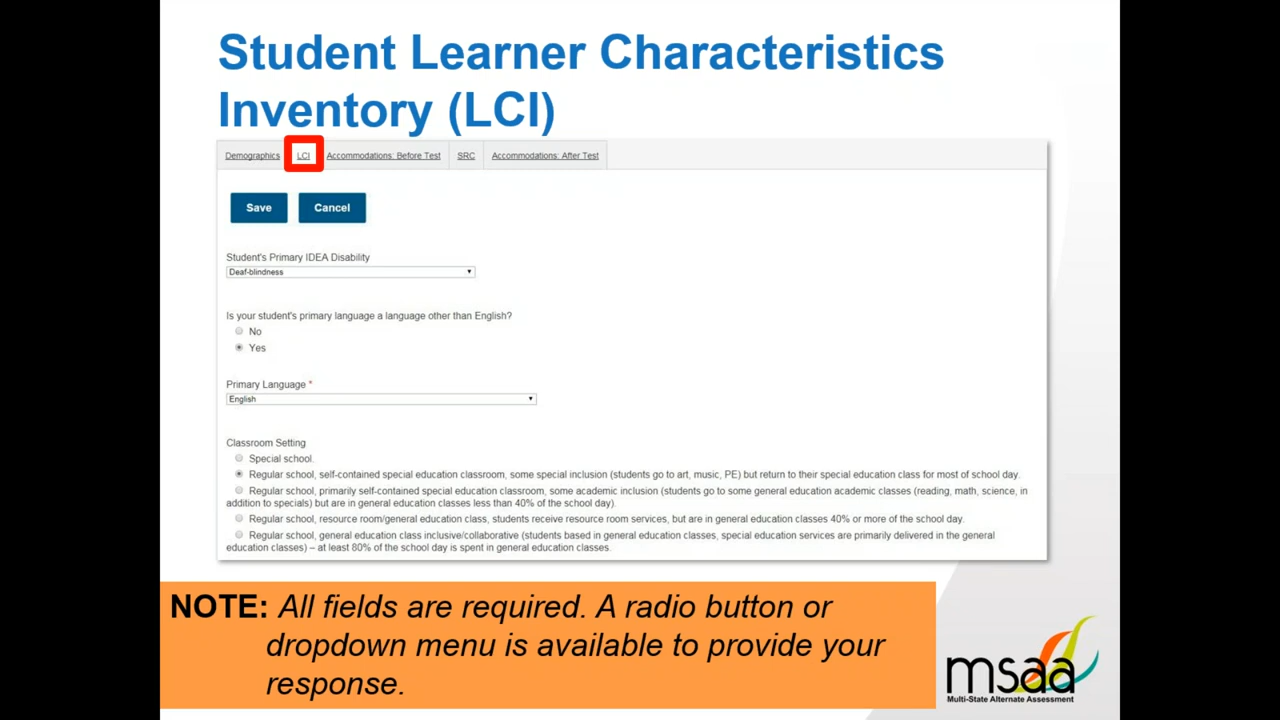 Student Learner Characteristics
Inventory (LCI)
Demographics LCI Accommodations: Before Test SRC Accommodations: After Test
Save Cancel
Student's Primary IDEA Disability
Deaf-blindness
Is your student's primary language a language other than English?
No
Yes
Primary Language *
English
Classroom Setting
Special school.
Regular school, self-contained special education classroom, some special inclusion (students go to art, music, PE) but return to their special education class for most of school day.
Regular school, primarily self-contained special education classroom, some academic inclusion (students go to some general education academic classes (reading, math, science, in
addition to specials) but are in general education classes less than 40% of the school day).
Regular school, resource room/general education class, students receive resource room services, but are in general education classes 40% or more of the school day.
Regular school, general education class inclusive/collaborative (students based in general education classes, special education services are primarily delivered in the general
education classes) – at least 80% of the school day is spent in general education classes.
NOTE: All fields are required. A radio button or
dropdown menu is available to provide your
response.
msaa
Multi-State Alternate Assessment